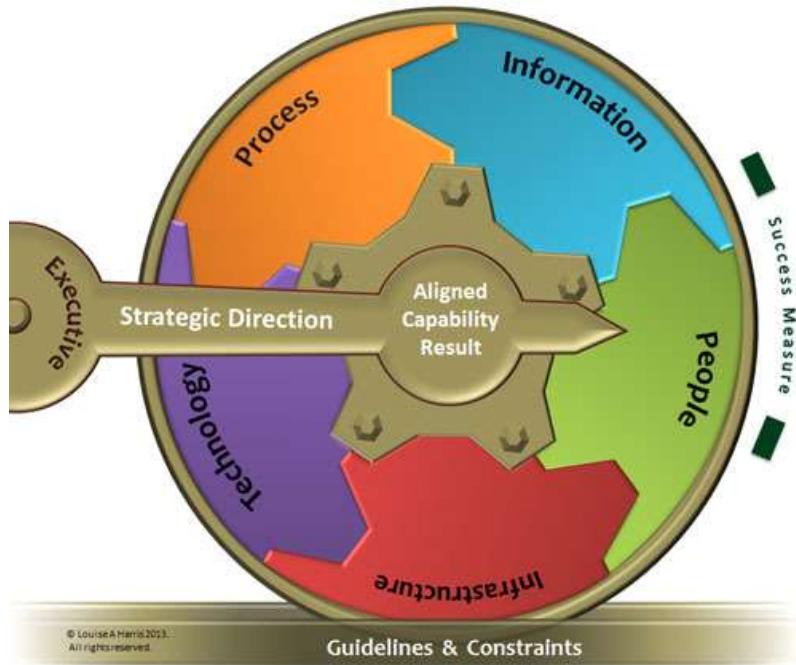 Information
Process
Success Measure
Executive
Strategic Direction
Aligned
Capability
Result
People
Technology
Infrastructure
© Louise A Harris 2013.
All rights reserved.
Guidelines & Constraints